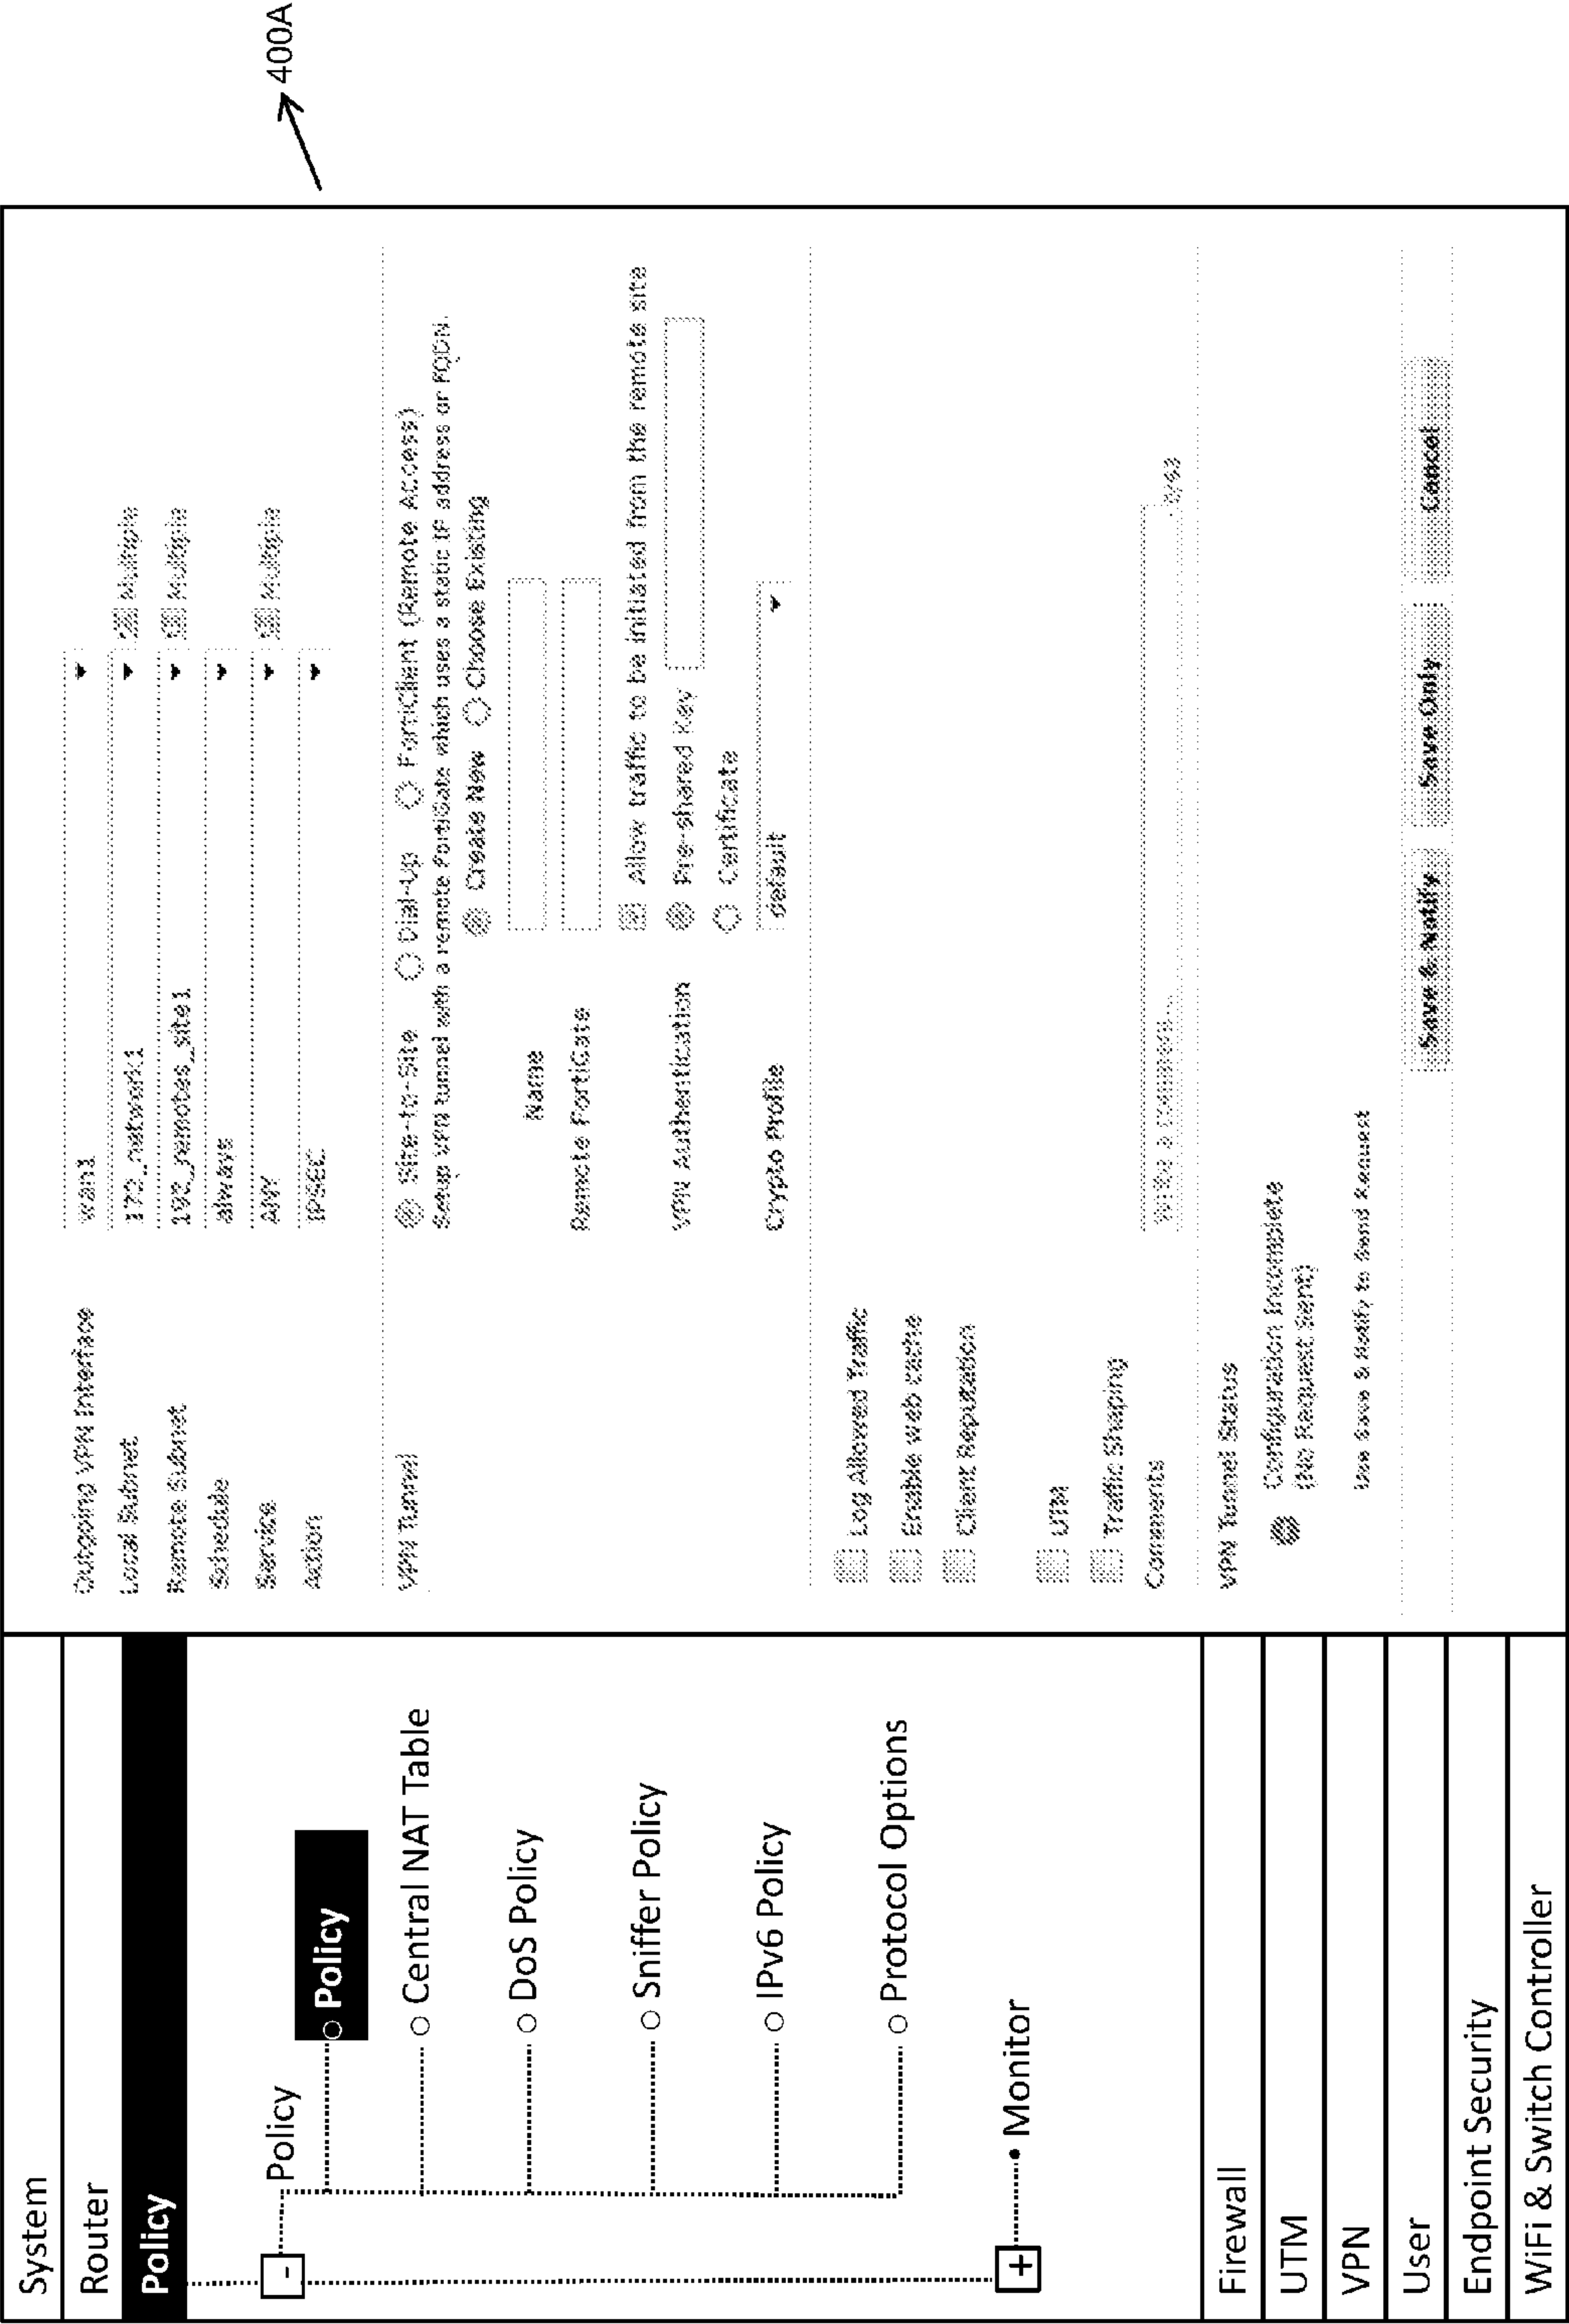 400A
System
Router
Policy
Policy
Policy
Central NAT Table
DoS Policy
Sniffer Policy
IPv6 Policy
Protocol Options
Monitor
Firewall
UTM
VPN
User
Endpoint Security
WiFi & Switch Controller
Outgoing VPN Interface wan1
Local Subnet 172_network1 Multiple
Remote Subnet Multiple
Schedule always
Service ANY Multiple
Action IPSEC
VPN Tunnel Site-to-Site Dial-Up FortiClient (Remote Access)
Setup VPN tunnel with a remote FortiGate which uses a static IP address or FQDN.
Create New Choose Existing
Name
Remote FortiGate
Allow traffic to be initiated from the remote site
VPN Authentication Pre-shared Key
Certificate
Crypto Profile default
Log Allowed Traffic
Enable web cache
Client Reputation
UTM
Traffic Shaping
Comments Write a comment...
VPN Tunnel Status
Configuration Incomplete
(No Request Sent)
Use Save & Notify to Send Request
Save & Notify Save Only Cancel